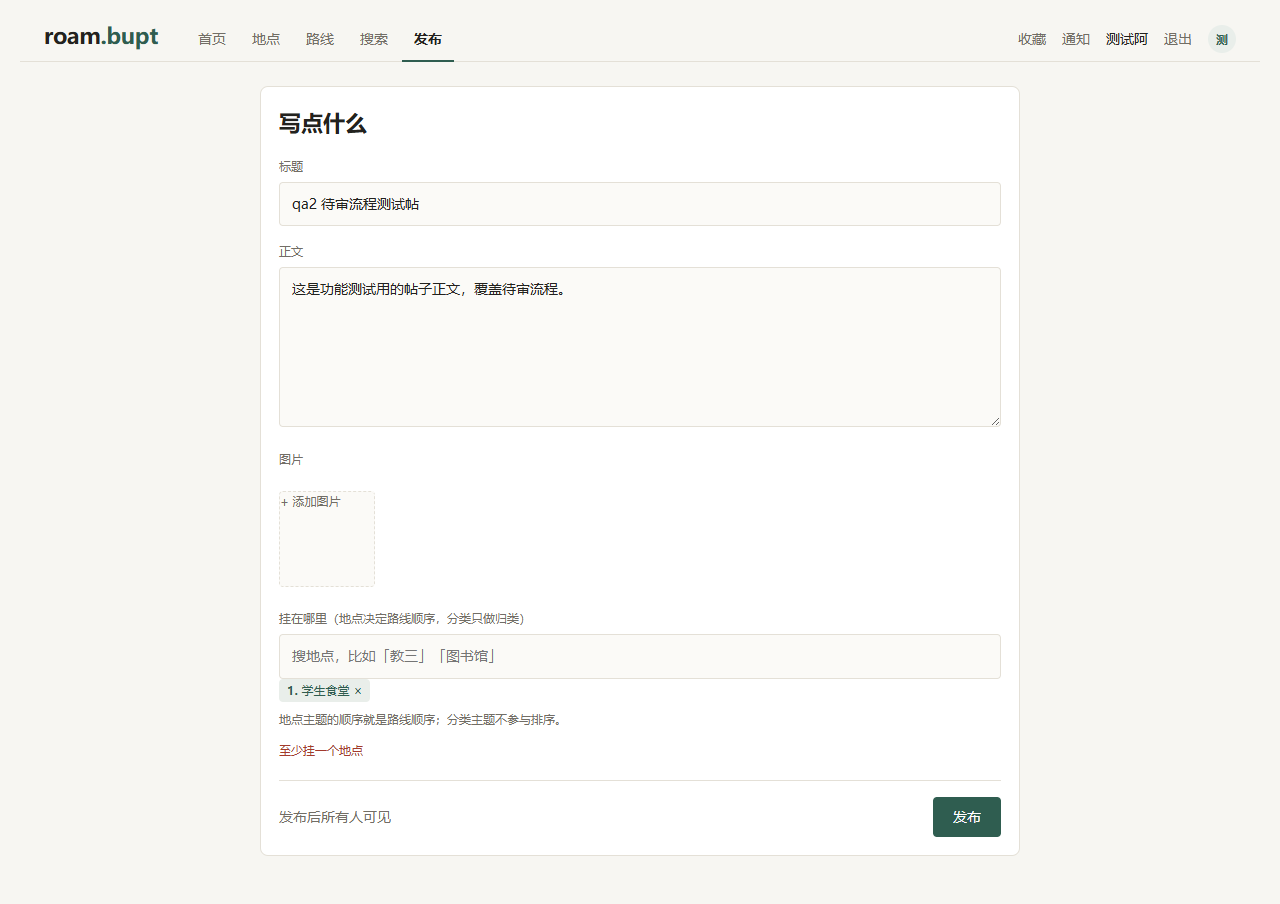 roam.bupt 首页 地点 路线 搜索 发布 收藏 通知 测试阿 退出 测
写点什么
标题
qa2 待审流程测试帖
正文
这是功能测试用的帖子正文，覆盖待审流程。
图片
+ 添加图片
挂在哪里（地点决定路线顺序，分类只做归类）
搜地点，比如「教三」「图书馆」
1. 学生食堂 ×
地点主题的顺序就是路线顺序；分类主题不参与排序。
至少挂一个地点
发布后所有人可见 发布